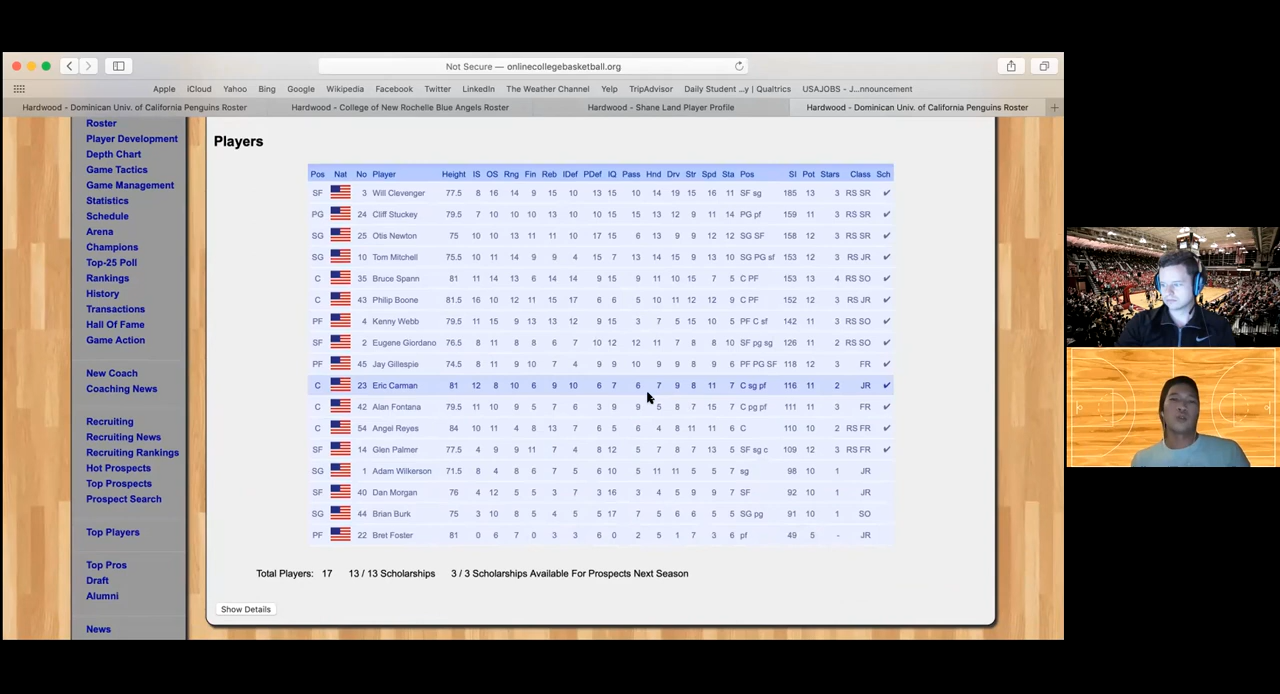 Not Secure — onlinecollegebasketball.org
Apple iCloud Yahoo Bing Google Wikipedia Facebook Twitter LinkedIn The Weather Channel Yelp TripAdvisor Daily Student ...y | Qualtrics USAJOBS - J...nnouncement
Hardwood - Dominican Univ. of California Penguins Roster Hardwood - College of New Rochelle Blue Angels Roster Hardwood - Shane Land Player Profile Hardwood - Dominican Univ. of California Penguins Roster
Roster
Player Development
Depth Chart
Game Tactics
Game Management
Statistics
Schedule
Arena
Champions
Top-25 Poll
Rankings
History
Transactions
Hall Of Fame
Game Action
New Coach
Coaching News
Recruiting
Recruiting News
Recruiting Rankings
Hot Prospects
Top Prospects
Prospect Search
Top Players
Top Pros
Draft
Alumni
News
Players
Pos Nat No Player Height IS OS Rng Fin Reb IDef PDef IQ Pass Hnd Drv Str Spd Sta Pos SI Pot Stars Class Sch
SF 3 Will Clevenger 77.5 8 16 14 9 15 10 13 15 10 14 19 15 16 11 SF sg 185 13 3 RS SR ✔
PG 24 Cliff Stuckey 79.5 7 10 10 10 13 10 10 15 15 13 12 9 11 14 PG pf 159 11 3 RS SR ✔
SG 25 Otis Newton 75 10 10 13 11 11 10 17 15 6 13 9 9 12 12 SG SF 158 12 3 RS SR ✔
SG 10 Tom Mitchell 75.5 10 11 14 9 9 4 15 7 13 14 15 9 13 10 SG PG sf 153 12 3 RS JR ✔
C 35 Bruce Spann 81 11 14 13 6 14 14 9 15 9 11 10 15 7 5 C PF 153 13 4 RS SO ✔
C 43 Philip Boone 81.5 16 10 12 11 15 17 6 6 5 10 11 12 12 9 C PF 152 12 3 RS JR ✔
PF 4 Kenny Webb 79.5 11 15 9 13 13 12 9 15 3 7 5 15 10 5 PF C sf 142 11 3 RS SO ✔
SF 2 Eugene Giordano 76.5 8 11 8 8 6 7 10 12 12 11 7 8 8 10 SF pg sg 126 11 2 RS SO ✔
PF 45 Jay Gillespie 74.5 8 11 9 10 7 4 9 9 10 9 9 8 9 6 PF PG SF 118 12 3 FR ✔
C 23 Eric Carman 81 12 8 10 6 9 10 6 7 6 7 9 8 11 7 C sg pf 116 11 2 JR ✔
C 42 Alan Fontana 79.5 11 10 9 5 7 6 3 9 9 5 8 7 15 7 C pg pf 111 11 3 FR ✔
C 54 Angel Reyes 84 9 11 4 8 13 7 6 5 6 4 8 11 11 6 C 110 10 2 RS FR ✔
SF 14 Glen Palmer 77.5 4 9 9 11 7 4 8 12 5 7 8 7 13 5 SF sg c 109 12 3 RS FR ✔
SG 1 Adam Wilkerson 71.5 8 4 8 6 7 5 6 10 5 11 11 5 5 7 sg 98 10 1 JR
SF 40 Dan Morgan 76 4 12 5 5 3 7 3 16 3 4 5 9 9 7 SF 92 10 1 JR
SG 44 Brian Burk 75 3 10 8 5 4 5 5 17 7 5 6 6 5 5 SG pg 91 10 1 SO
PF 22 Bret Foster 81 0 6 7 0 3 3 6 0 2 5 1 7 3 6 pf 49 5 - JR
Total Players: 17 13 / 13 Scholarships 3 / 3 Scholarships Available For Prospects Next Season
Show Details